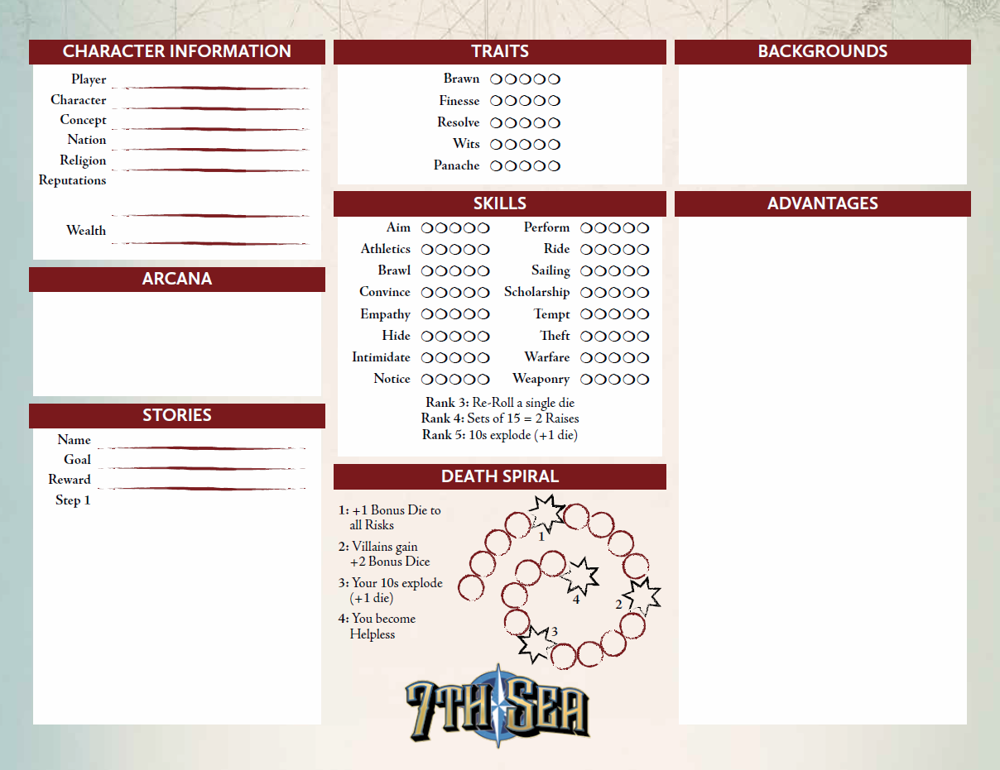 CHARACTER INFORMATION
Player
Character
Concept
Nation
Religion
Reputations
Wealth
ARCANA
STORIES
Name
Goal
Reward
Step 1
TRAITS
Brawn
Finesse
Resolve
Wits
Panache
SKILLS
Aim
Athletics
Brawl
Convince
Empathy
Hide
Intimidate
Notice
Perform
Ride
Sailing
Scholarship
Tempt
Theft
Warfare
Weaponry
Rank 3: Re-Roll a single die
Rank 4: Sets of 15 = 2 Raises
Rank 5: 10s explode (+1 die)
DEATH SPIRAL
1: +1 Bonus Die to
all Risks
2: Villains gain
+2 Bonus Dice
3: Your 10s explode
(+1 die)
4: You become
Helpless
1
2
3
4
7TH SEA
BACKGROUNDS
ADVANTAGES